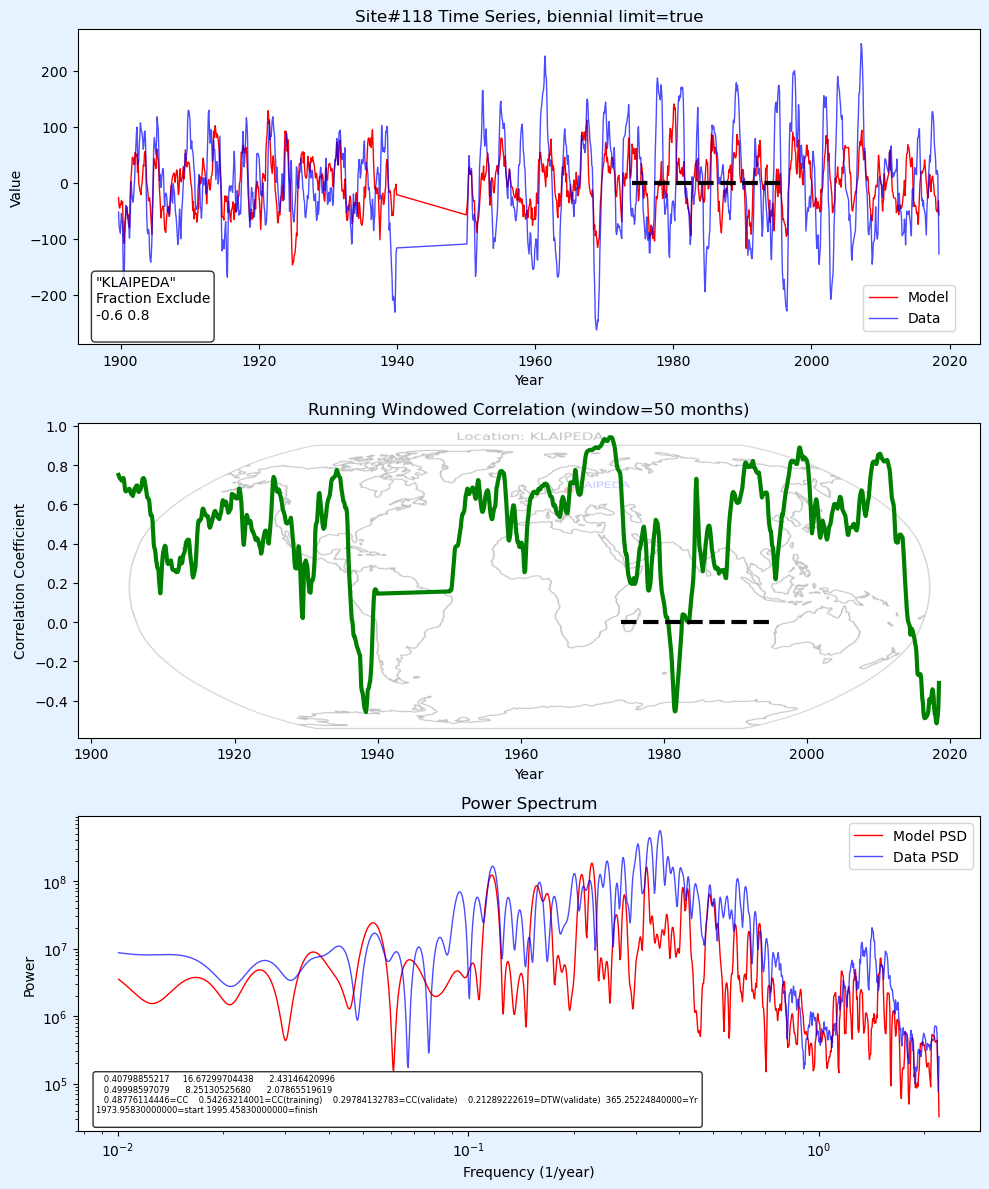 Site#118 Time Series, biennial limit=true
Value
200
100
0
−100
−200
"KLAIPEDA"
Fraction Exclude
-0.6 0.8
Model
Data
1900 1920 1940 1960 1980 2000 2020
Year
Running Windowed Correlation (window=50 months)
Correlation Coefficient
1.0
0.8
0.6
0.4
0.2
0.0
−0.2
−0.4
Location: KLAIPEDA
1900 1920 1940 1960 1980 2000 2020
Year
Power Spectrum
Power
10^8
10^7
10^6
10^5
Model PSD
Data PSD
0.40798855217 16.67299704438 2.43146420996
0.49998597079 8.25130525680 2.07865519619
0.48776114446=CC 0.54263214001=CC(training) 0.29784132783=CC(validate) 0.21289222619=DTW(validate) 365.25224840000=Yr
1973.95830000000=start 1995.45830000000=finish
10^−2 10^−1 10^0
Frequency (1/year)